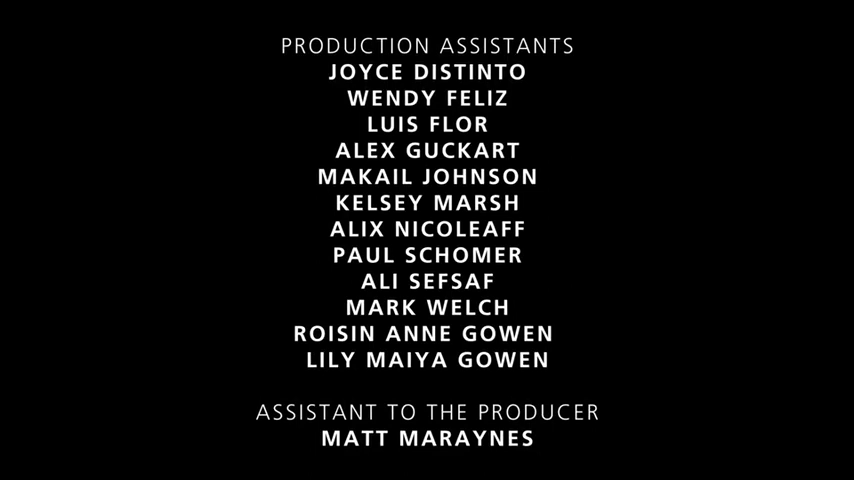 PRODUCTION ASSISTANTS
JOYCE DISTINTO
WENDY FELIZ
LUIS FLOR
ALEX GUCKART
MAKAIL JOHNSON
KELSEY MARSH
ALIX NICOLEAFF
PAUL SCHOMER
ALI SEFSAF
MARK WELCH
ROISIN ANNE GOWEN
LILY MAIYA GOWEN
ASSISTANT TO THE PRODUCER
MATT MARAYNES